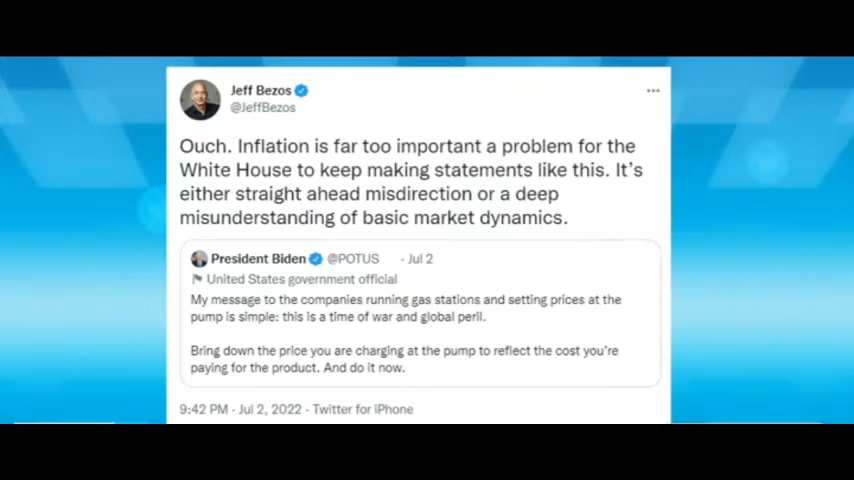 Jeff Bezos
@JeffBezos
Ouch. Inflation is far too important a problem for the
White House to keep making statements like this. It's
either straight ahead misdirection or a deep
misunderstanding of basic market dynamics.
President Biden @POTUS · Jul 2
United States government official
My message to the companies running gas stations and setting prices at the
pump is simple: this is a time of war and global peril.
Bring down the price you are charging at the pump to reflect the cost you're
paying for the product. And do it now.
9:42 PM · Jul 2, 2022 · Twitter for iPhone